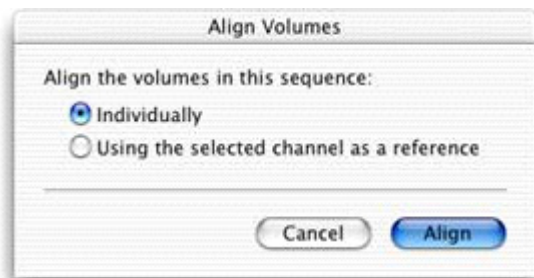 Align Volumes
Align the volumes in this sequence:
Individually
Using the selected channel as a reference
Cancel Align